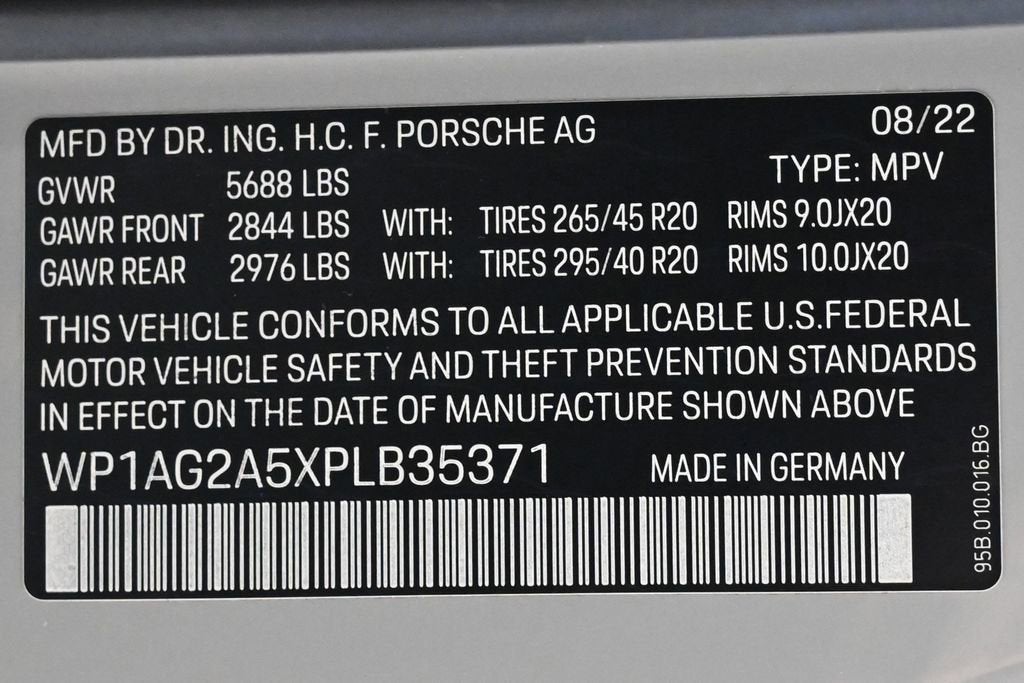 MFD BY DR. ING. H.C. F. PORSCHE AG 08/22
TYPE: MPV
GVWR 5688 LBS
GAWR FRONT 2844 LBS WITH: TIRES 265/45 R20 RIMS 9.0JX20
GAWR REAR 2976 LBS WITH: TIRES 295/40 R20 RIMS 10.0JX20
THIS VEHICLE CONFORMS TO ALL APPLICABLE U.S.FEDERAL
MOTOR VEHICLE SAFETY AND THEFT PREVENTION STANDARDS
IN EFFECT ON THE DATE OF MANUFACTURE SHOWN ABOVE
WP1AG2A5XPLB35371 MADE IN GERMANY
95B.010.016.BG